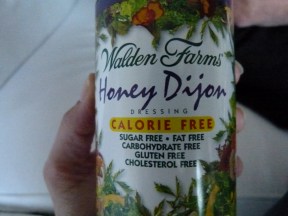 Walden Farms
Honey Dijon
DRESSING
CALORIE FREE
SUGAR FREE • FAT FREE
CARBOHYDRATE FREE
GLUTEN FREE
CHOLESTEROL FREE